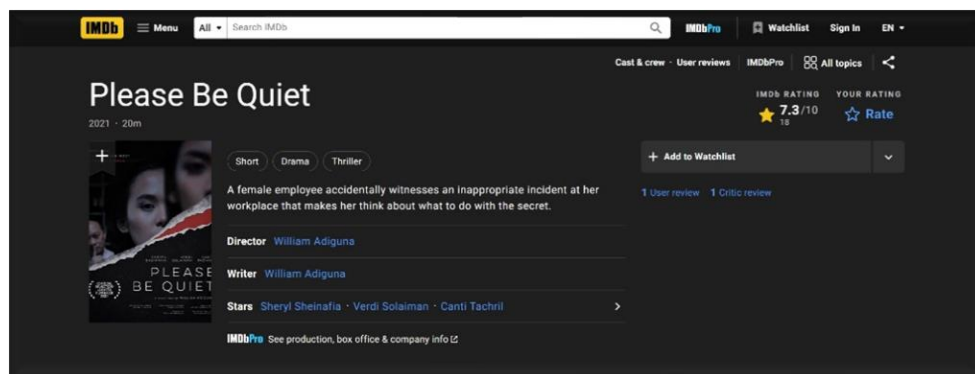 IMDb Menu All Search IMDb IMDbPro Watchlist Sign In EN
Cast & crew · User reviews IMDbPro All topics
Please Be Quiet
2021 · 20m
IMDb RATING YOUR RATING
7.3/10 Rate
18
Short Drama Thriller
+ Add to Watchlist
A female employee accidentally witnesses an inappropriate incident at her
workplace that makes her think about what to do with the secret.
1 User review 1 Critic review
Director William Adiguna
Writer William Adiguna
Stars Sheryl Sheinafia · Verdi Solaiman · Canti Tachril
IMDbPro See production, box office & company info
PLEASE
BE QUIET